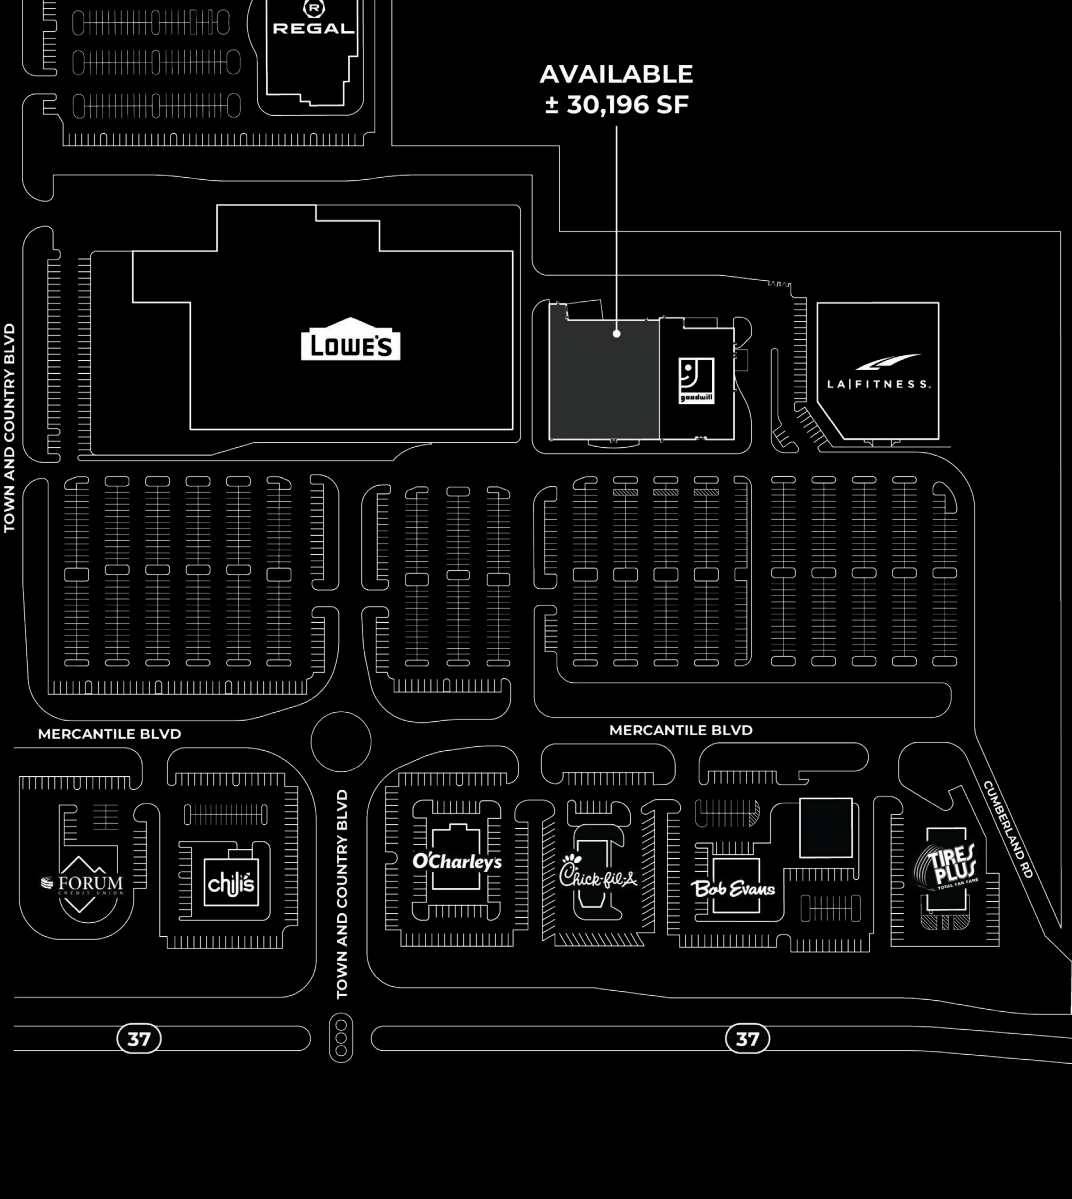 R
REGAL
AVAILABLE
± 30,196 SF
LOWE'S
goodwill
LA|FITNESS.
TOWN AND COUNTRY BLVD
MERCANTILE BLVD
MERCANTILE BLVD
CUMBERLAND RD
TOWN AND COUNTRY BLVD
FORUM
CREDIT UNION
chili's
O'Charley's
Chick-fil-A
Bob Evans
TIRES
PLUS
TOTAL CAR CARE
37
37